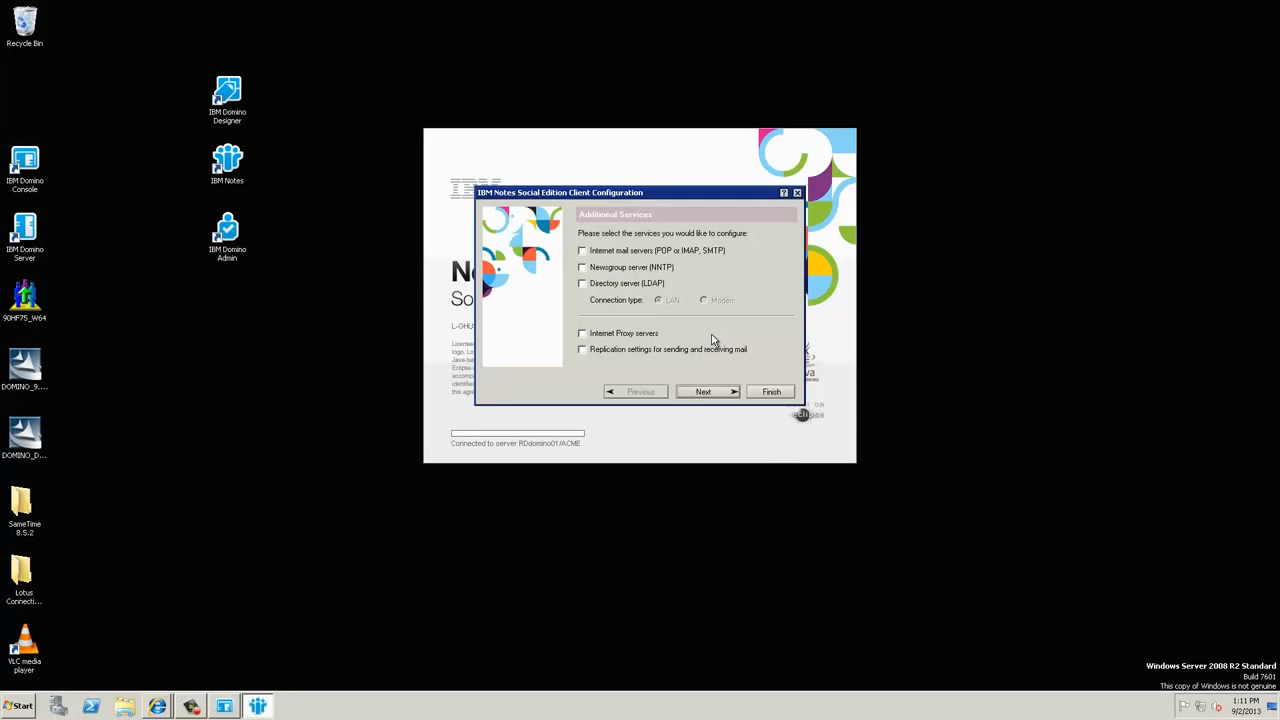 Recycle Bin
IBM Domino
Designer
IBM Domino
Console
IBM Notes
IBM Domino
Server
IBM Domino
Admin
90HF75_W64
DOMINO_9....
DOMINO_D...
SameTime
8.5.2
Lotus
Connecti...
VLC media
player
IBM
No
So
L-GHUS
Connected to server RDdomino01/ACME
eclipse
IBM Notes Social Edition Client Configuration
Additional Services
Please select the services you would like to configure:
Internet mail servers (POP or IMAP, SMTP)
Newsgroup server (NNTP)
Directory server (LDAP)
Connection type: LAN Modem
Internet Proxy servers
Replication settings for sending and receiving mail
Previous Next Finish
Windows Server 2008 R2 Standard
Build 7601
This copy of Windows is not genuine
Start
1:11 PM
9/2/2013